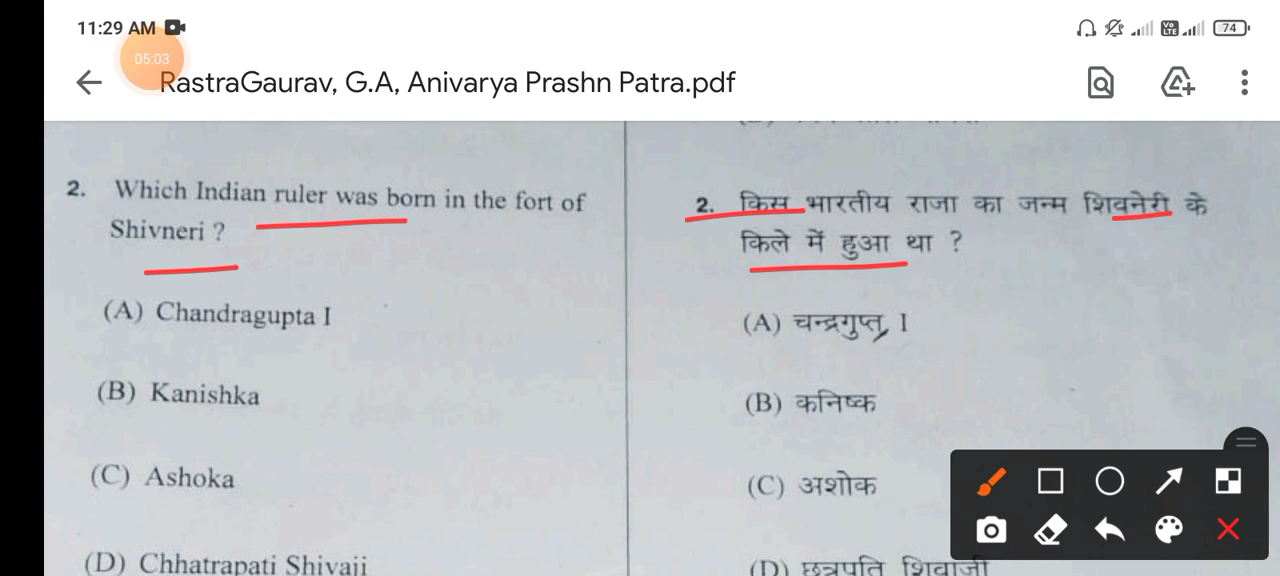 11:29 AM
74
05:03
RastraGaurav, G.A, Anivarya Prashn Patra.pdf
2. Which Indian ruler was born in the fort of
Shivneri ?
(A) Chandragupta I
(B) Kanishka
(C) Ashoka
(D) Chhatrapati Shivaji
2. किस भारतीय राजा का जन्म शिवनेरी के
किले में हुआ था ?
(A) चन्द्रगुप्त, I
(B) कनिष्क
(C) अशोक
(D) छत्रपति शिवाजी